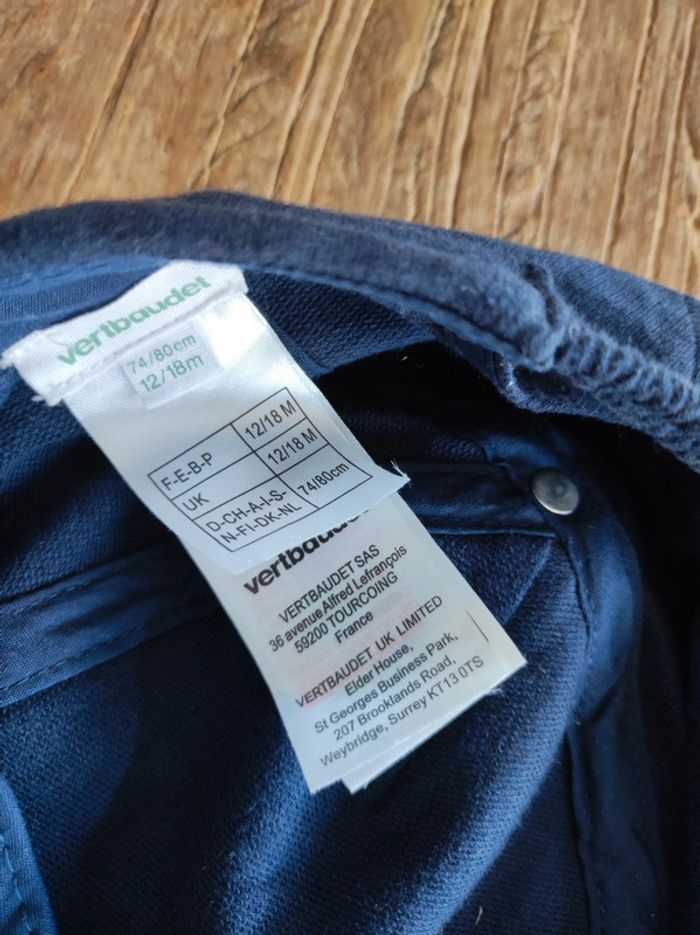 vertbaudet
74/80cm
12/18m
F-E-B-P 12/18 M
UK 12/18 M
D-CH-A-I-S- 74/80cm
N-FI-DK-NL
vertbaudet
VERTBAUDET SAS
36 avenue Alfred Lefrançois
59200 TOURCOING
France
VERTBAUDET UK LIMITED
Elder House,
St Georges Business Park,
207 Brooklands Road,
Weybridge, Surrey KT13 0TS